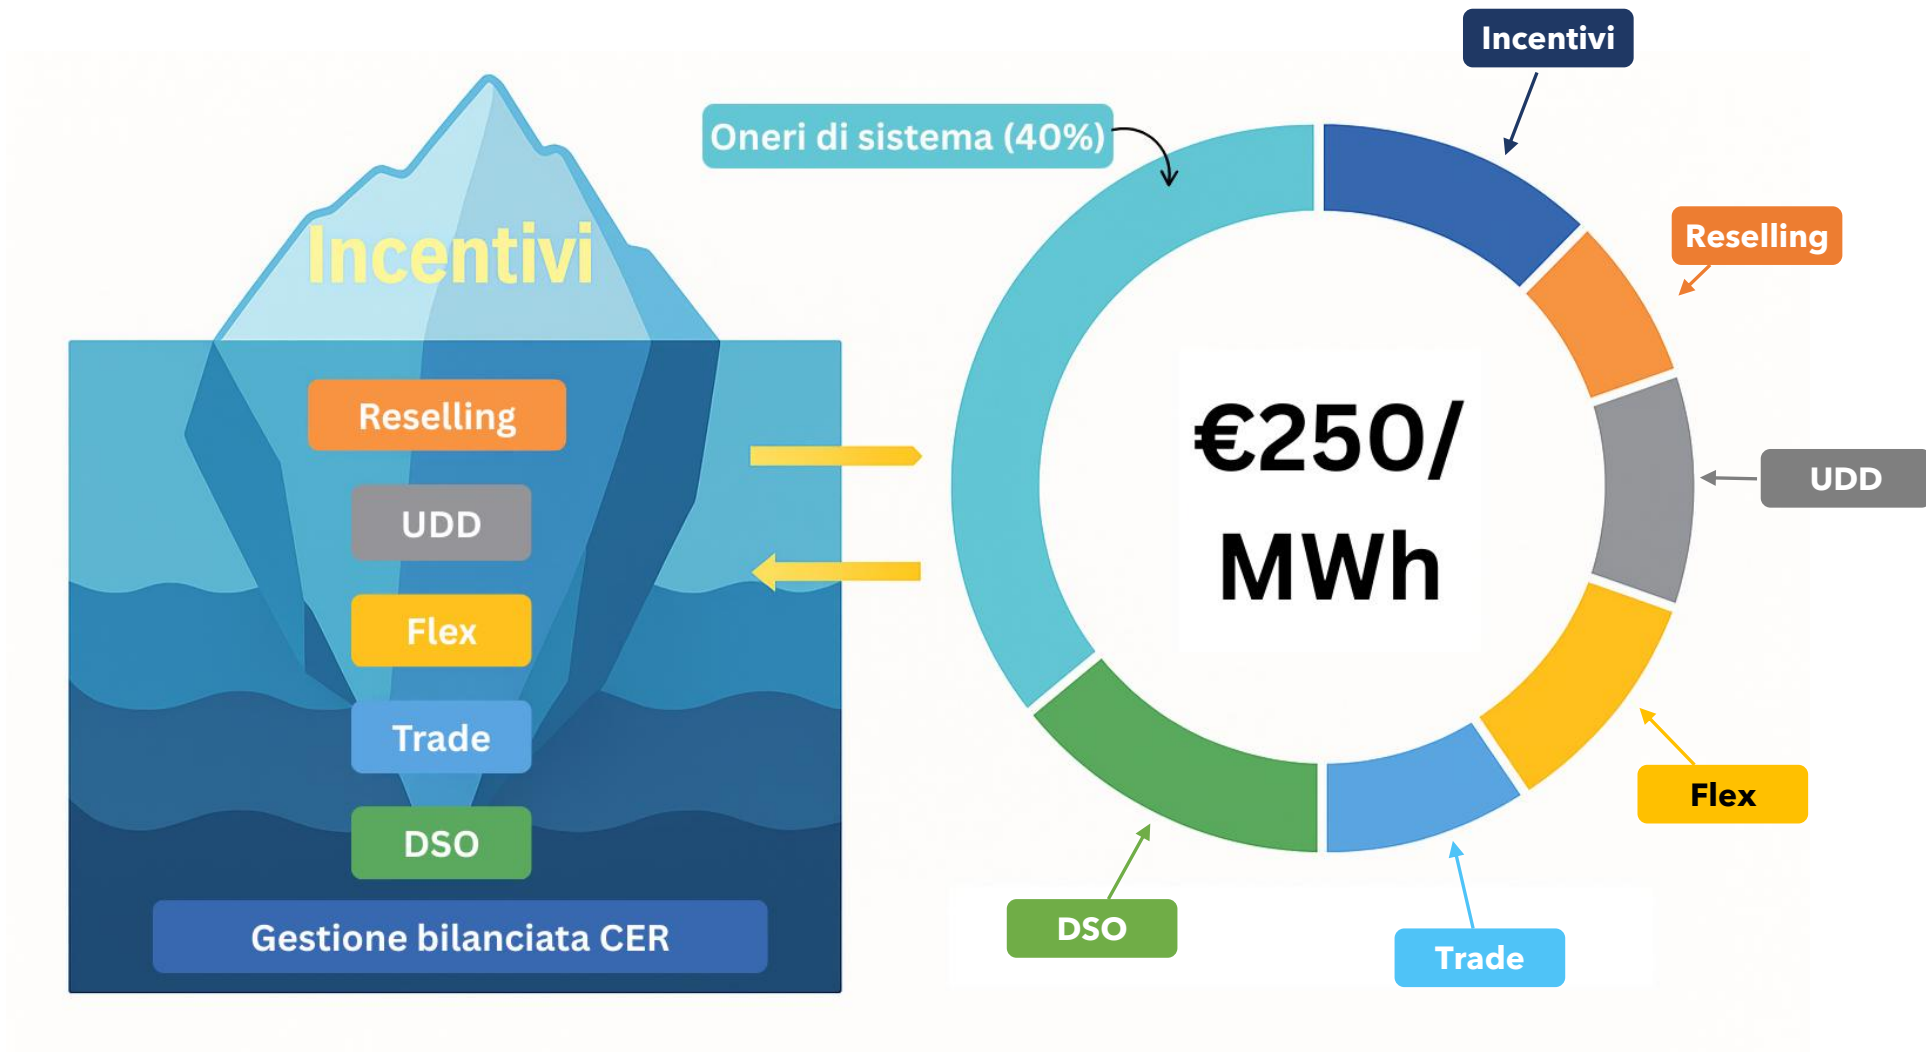 Incentivi
Reselling
UDD
Flex
Trade
DSO
Gestione bilanciata CER
Oneri di sistema (40%)
Incentivi
Reselling
UDD
Flex
Trade
DSO
€250/
MWh